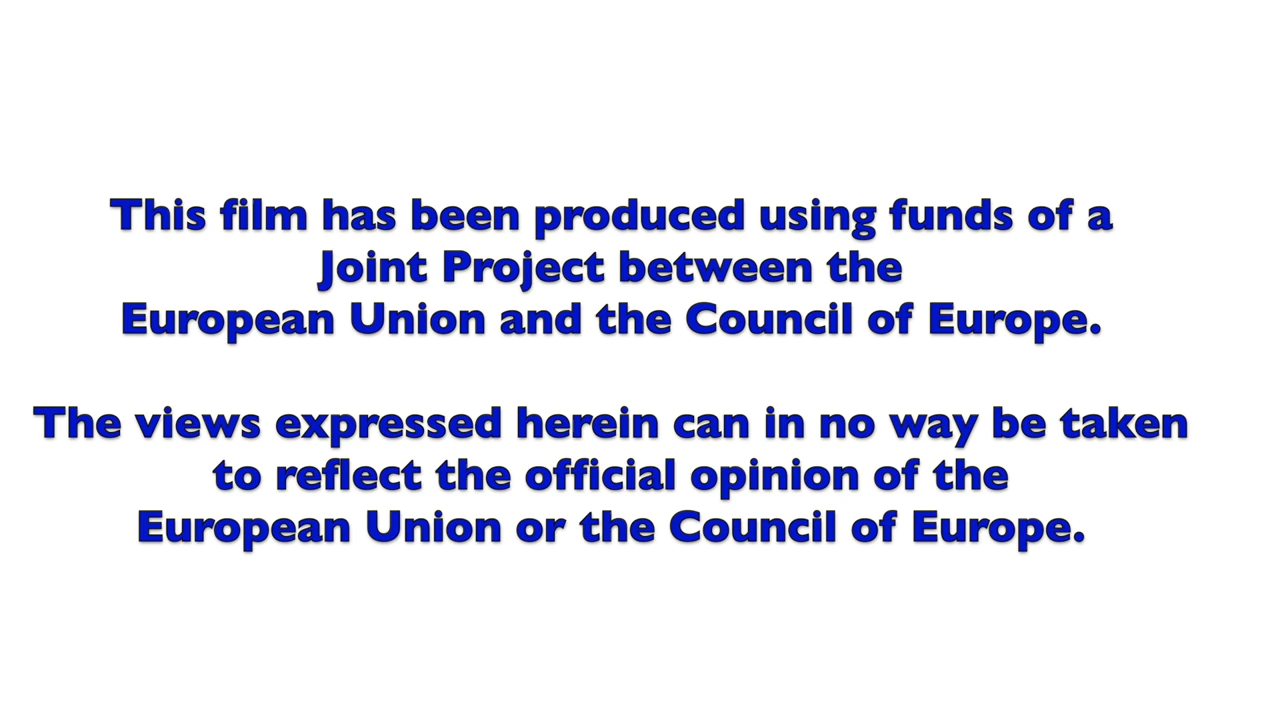 This film has been produced using funds of a
Joint Project between the
European Union and the Council of Europe.
The views expressed herein can in no way be taken
to reflect the official opinion of the
European Union or the Council of Europe.